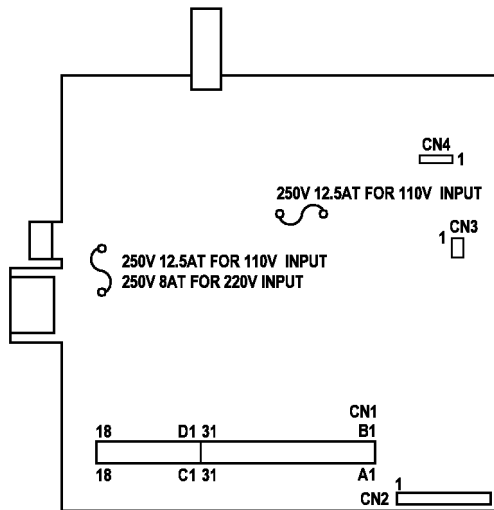 CN4
1
250V 12.5AT FOR 110V INPUT
1
CN3
250V 12.5AT FOR 110V INPUT
250V 8AT FOR 220V INPUT
CN1
18 D1 31 B1
18 C1 31 A1
1
CN2